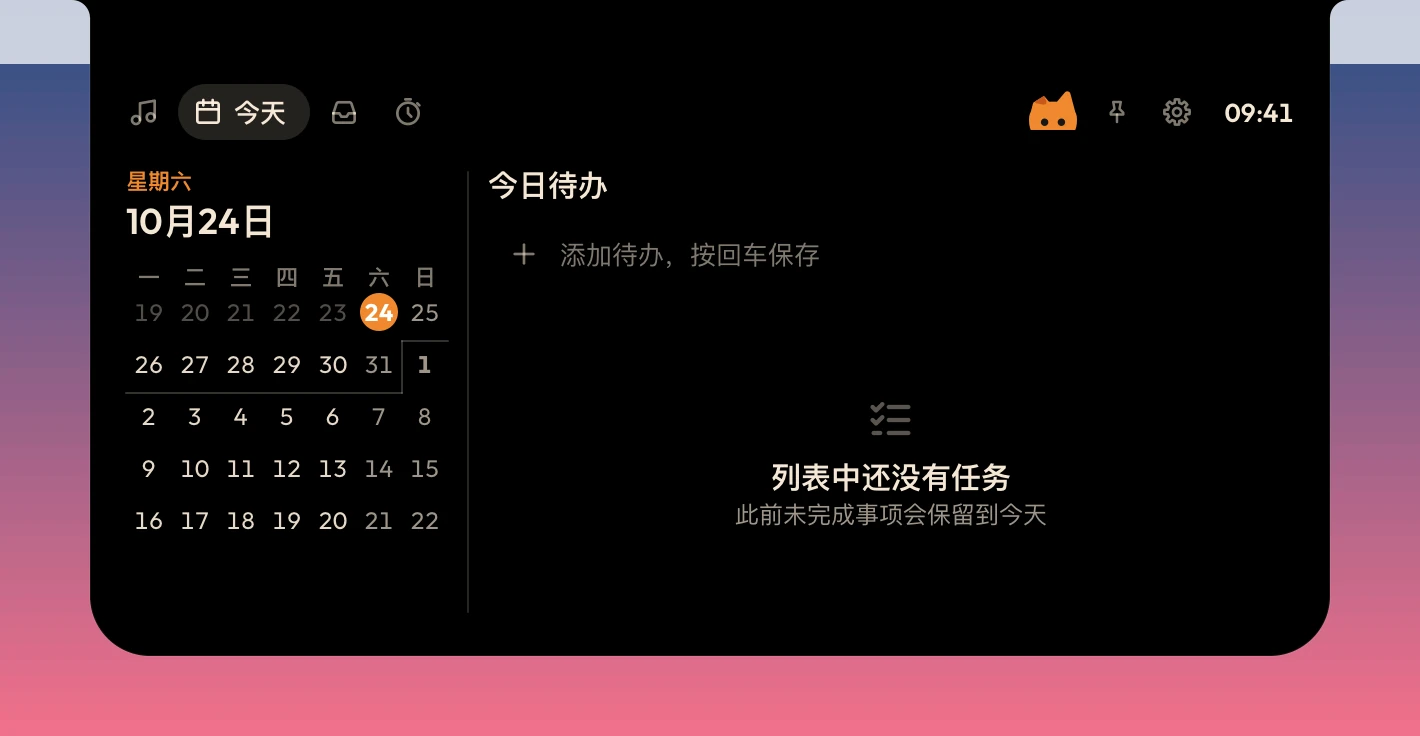 今天
09:41
星期六
10月24日
一 二 三 四 五 六 日
19 20 21 22 23 24 25
26 27 28 29 30 31 1
2 3 4 5 6 7 8
9 10 11 12 13 14 15
16 17 18 19 20 21 22
今日待办
添加待办，按回车保存
列表中还没有任务
此前未完成事项会保留到今天